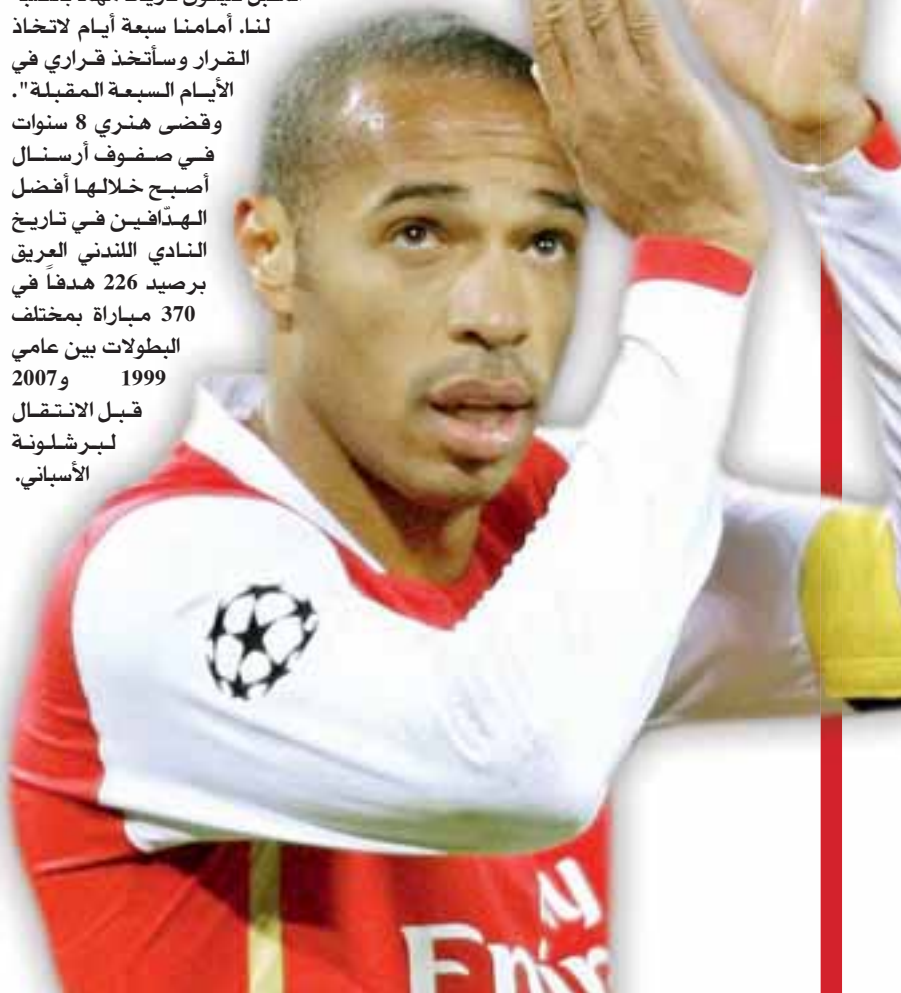 لنا. أمامنا سبعة أيام لاتخاذ
القرار وسأتخذ قراري في
الأيام السبعة المقبلة".
وقضى هنري 8 سنوات
في صفوف أرسنال
أصبح خلالها أفضل
الهدّافين في تاريخ
النادي اللندني العريق
برصيد 226 هدفاً في
370 مباراة بمختلف
البطولات بين عامي
1999 و2007
قبل الانتقال
لبرشلونة
الأسباني.